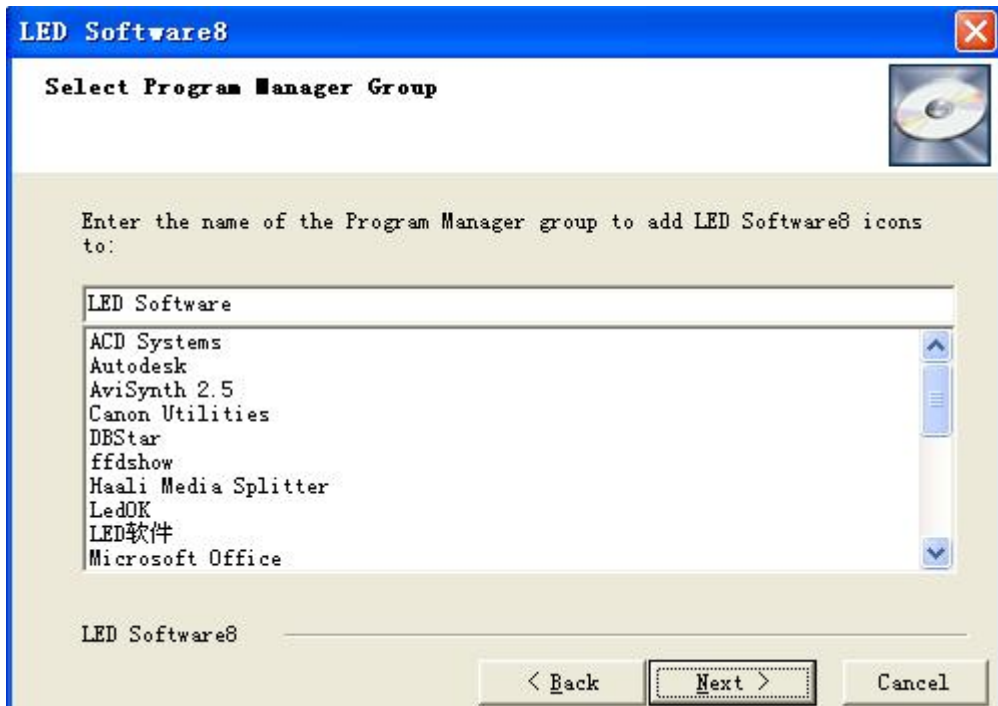 LED Software8
Select Program Manager Group
Enter the name of the Program Manager group to add LED Software8 icons
to:
LED Software
ACD Systems
Autodesk
AviSynth 2.5
Canon Utilities
DBStar
ffdshow
Haali Media Splitter
LedOK
LED软件
Microsoft Office
LED Software8
< Back
Next >
Cancel